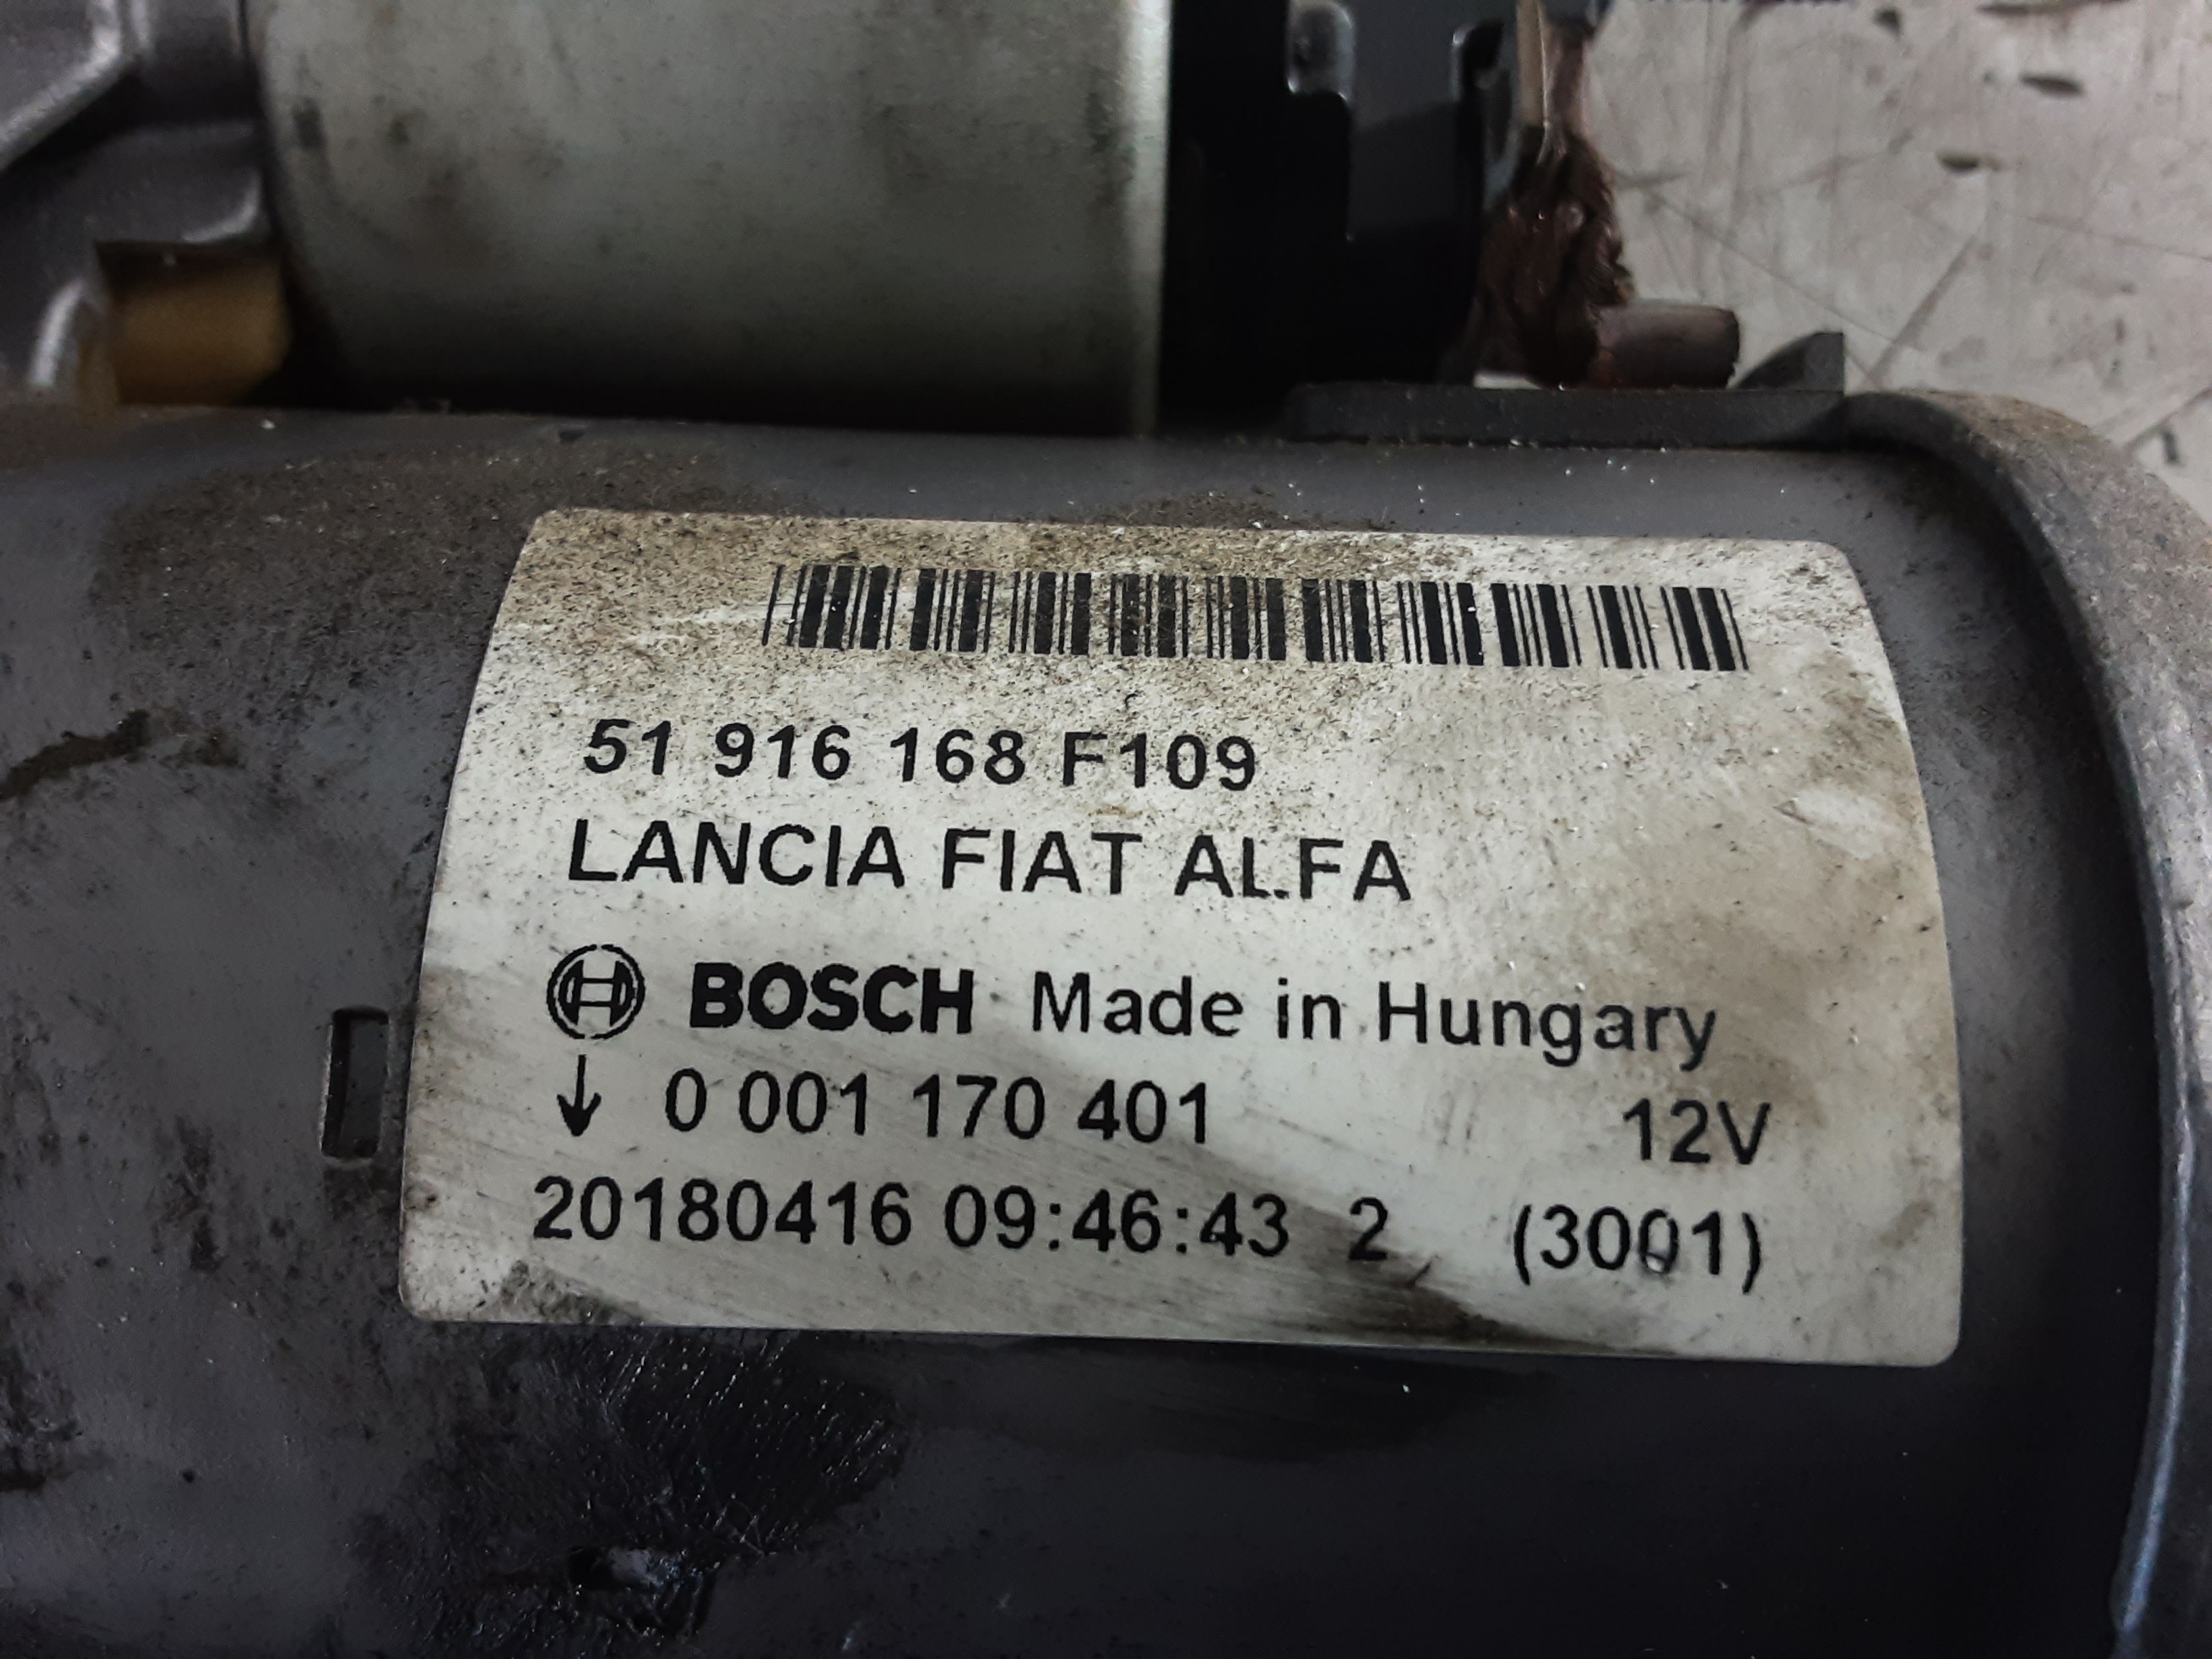 51 916 168 F109
LANCIA FIAT ALFA
BOSCH Made in Hungary
↓ 0 001 170 401 12V
20180416 09:46:43 2 (3001)